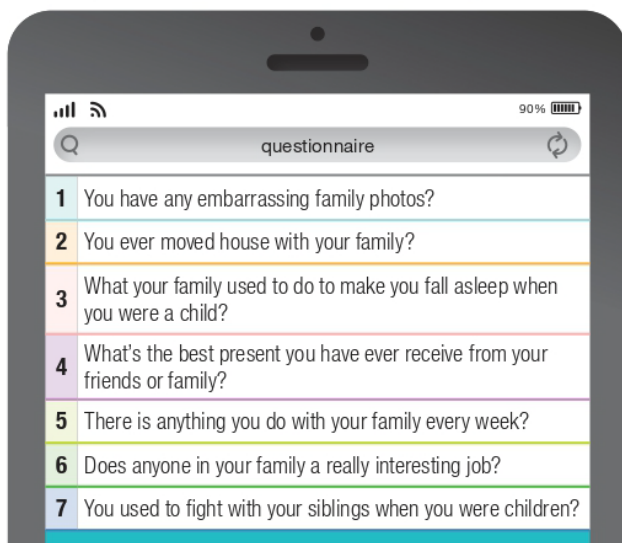 90%
questionnaire
1 You have any embarrassing family photos?
2 You ever moved house with your family?
3 What your family used to do to make you fall asleep when
you were a child?
4 What's the best present you have ever receive from your
friends or family?
5 There is anything you do with your family every week?
6 Does anyone in your family a really interesting job?
7 You used to fight with your siblings when you were children?